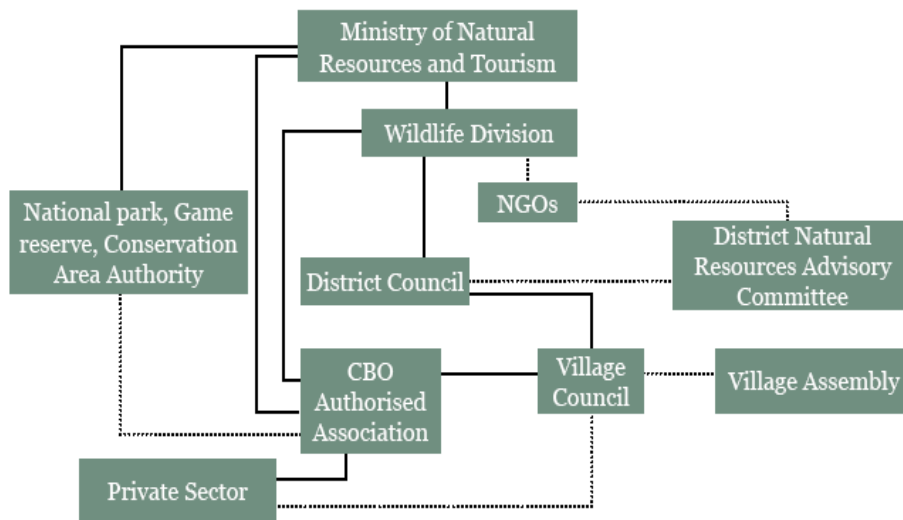 Ministry of Natural
Resources and Tourism
Wildlife Division
NGOs
National park, Game
reserve, Conservation
Area Authority
District Natural
Resources Advisory
Committee
District Council
CBO
Authorised
Association
Village
Council
Village Assembly
Private Sector